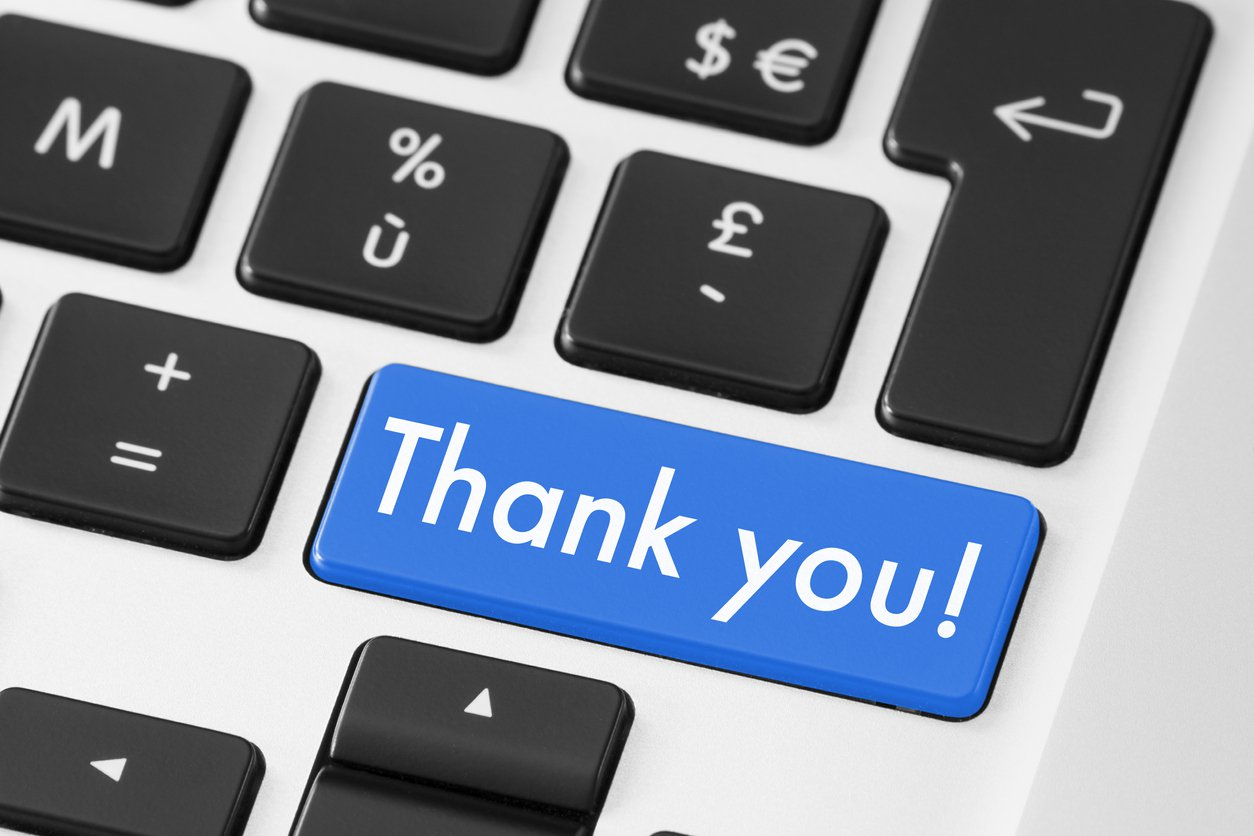 $ €
M
%
ù
£
`
+
=
Thank you!